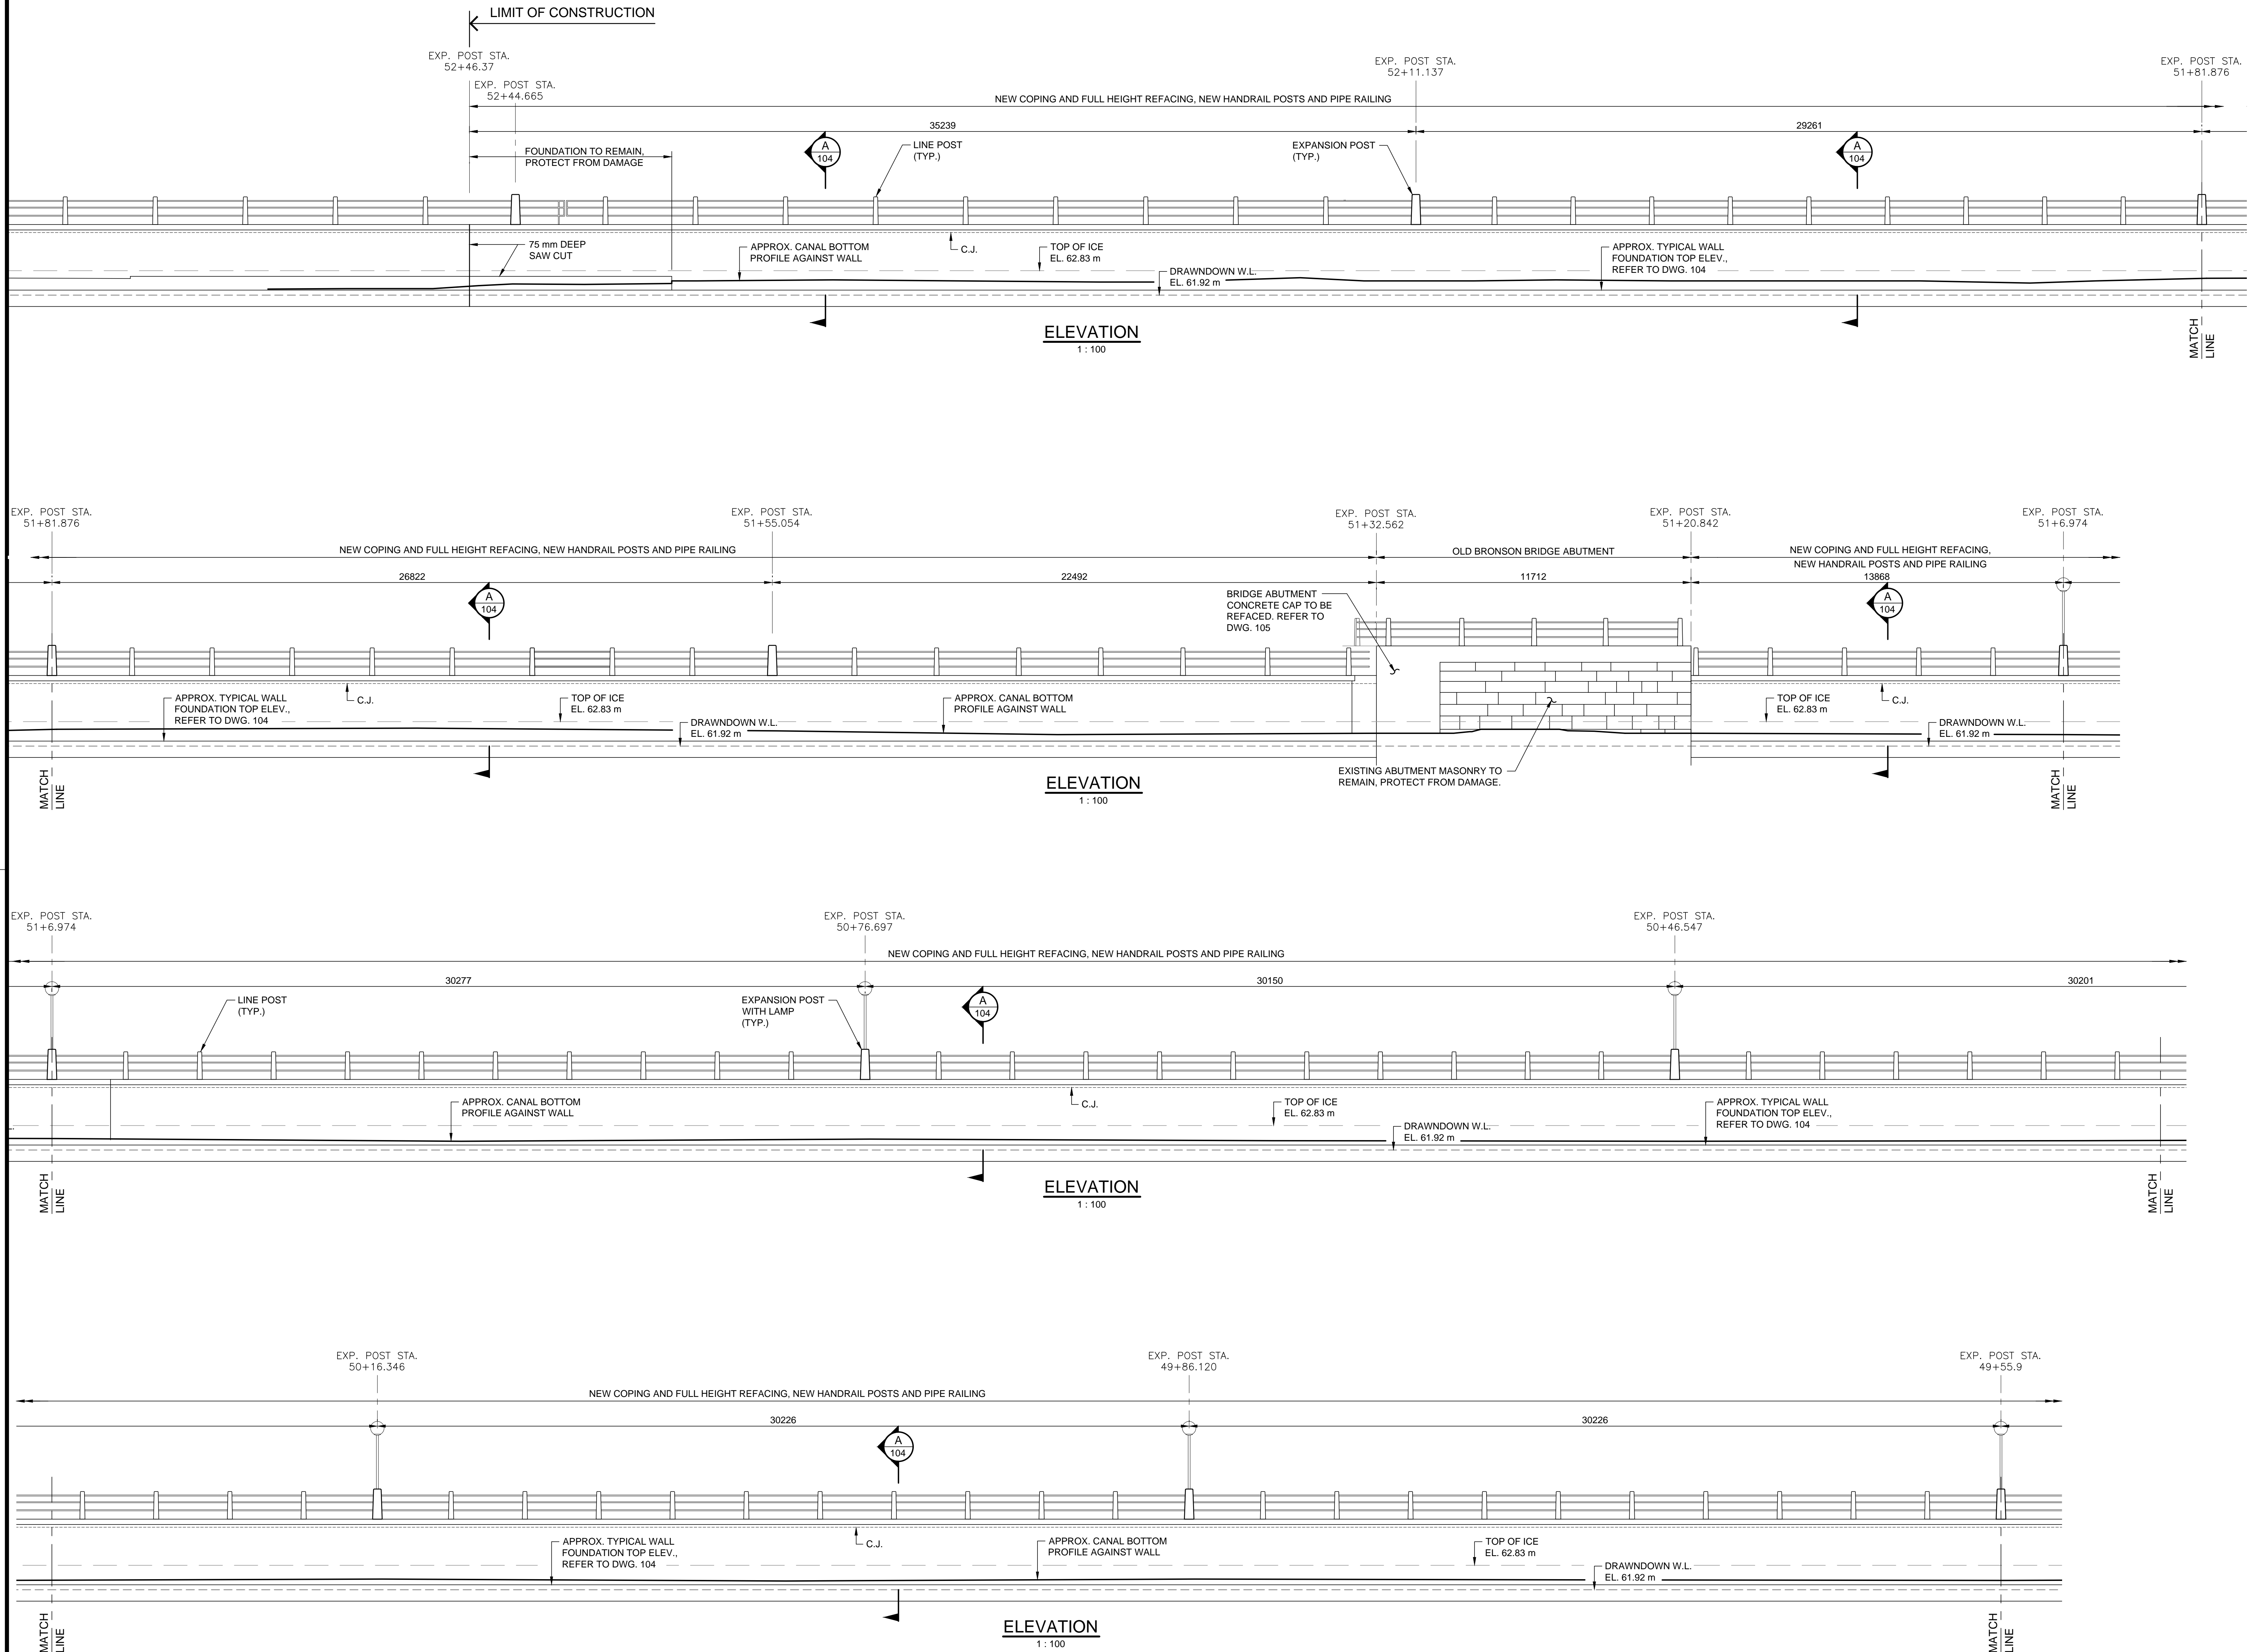 LIMIT OF CONSTRUCTION
EXP. POST STA.
52+46.37
EXP. POST STA.
52+44.665
EXP. POST STA.
52+11.137
EXP. POST STA.
51+81.876
NEW COPING AND FULL HEIGHT REFACING, NEW HANDRAIL POSTS AND PIPE RAILING
35239
29261
FOUNDATION TO REMAIN,
PROTECT FROM DAMAGE
A
104
LINE POST
(TYP.)
EXPANSION POST
(TYP.)
A
104
75 mm DEEP
SAW CUT
APPROX. CANAL BOTTOM
PROFILE AGAINST WALL
C.J.
TOP OF ICE
EL. 62.83 m
DRAWNDOWN W.L.
EL. 61.92 m
APPROX. TYPICAL WALL
FOUNDATION TOP ELEV.,
REFER TO DWG. 104
ELEVATION
1 : 100
MATCH
LINE
EXP. POST STA.
51+81.876
EXP. POST STA.
51+55.054
EXP. POST STA.
51+32.562
EXP. POST STA.
51+20.842
EXP. POST STA.
51+6.974
NEW COPING AND FULL HEIGHT REFACING, NEW HANDRAIL POSTS AND PIPE RAILING
OLD BRONSON BRIDGE ABUTMENT
NEW COPING AND FULL HEIGHT REFACING,
NEW HANDRAIL POSTS AND PIPE RAILING
26822
22492
11712
13868
A
104
BRIDGE ABUTMENT
CONCRETE CAP TO BE
REFACED. REFER TO
DWG. 105
A
104
APPROX. TYPICAL WALL
FOUNDATION TOP ELEV.,
REFER TO DWG. 104
C.J.
TOP OF ICE
EL. 62.83 m
DRAWNDOWN W.L.
EL. 61.92 m
APPROX. CANAL BOTTOM
PROFILE AGAINST WALL
TOP OF ICE
EL. 62.83 m
C.J.
DRAWNDOWN W.L.
EL. 61.92 m
EXISTING ABUTMENT MASONRY TO
REMAIN, PROTECT FROM DAMAGE.
MATCH
LINE
ELEVATION
1 : 100
MATCH
LINE
EXP. POST STA.
51+6.974
EXP. POST STA.
50+76.697
EXP. POST STA.
50+46.547
NEW COPING AND FULL HEIGHT REFACING, NEW HANDRAIL POSTS AND PIPE RAILING
30277
30150
30201
LINE POST
(TYP.)
EXPANSION POST
WITH LAMP
(TYP.)
A
104
APPROX. CANAL BOTTOM
PROFILE AGAINST WALL
C.J.
TOP OF ICE
EL. 62.83 m
DRAWNDOWN W.L.
EL. 61.92 m
APPROX. TYPICAL WALL
FOUNDATION TOP ELEV.,
REFER TO DWG. 104
MATCH
LINE
ELEVATION
1 : 100
MATCH
LINE
EXP. POST STA.
50+16.346
EXP. POST STA.
49+86.120
EXP. POST STA.
49+55.9
NEW COPING AND FULL HEIGHT REFACING, NEW HANDRAIL POSTS AND PIPE RAILING
30226
30226
A
104
APPROX. TYPICAL WALL
FOUNDATION TOP ELEV.,
REFER TO DWG. 104
C.J.
APPROX. CANAL BOTTOM
PROFILE AGAINST WALL
TOP OF ICE
EL. 62.83 m
DRAWNDOWN W.L.
EL. 61.92 m
MATCH
LINE
ELEVATION
1 : 100
MATCH
LINE